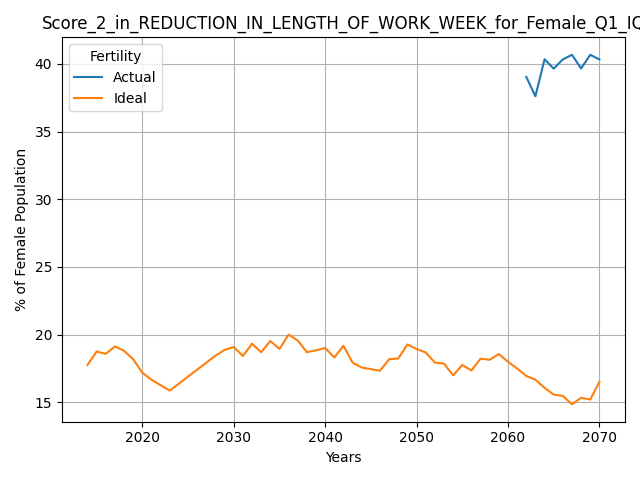 Score_2_in_REDUCTION_IN_LENGTH_OF_WORK_WEEK_for_Female_Q1_IQ
Fertility
Actual
Ideal
% of Female Population
40
35
30
25
20
15
2020 2030 2040 2050 2060 2070
Years